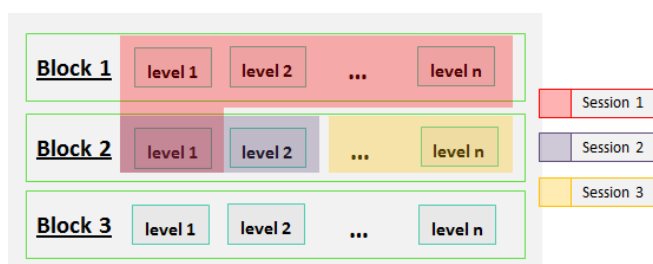 Block 1 level 1 level 2 ... level n
Session 1
Block 2 level 1 level 2 ... level n
Session 2
Session 3
Block 3 level 1 level 2 ... level n